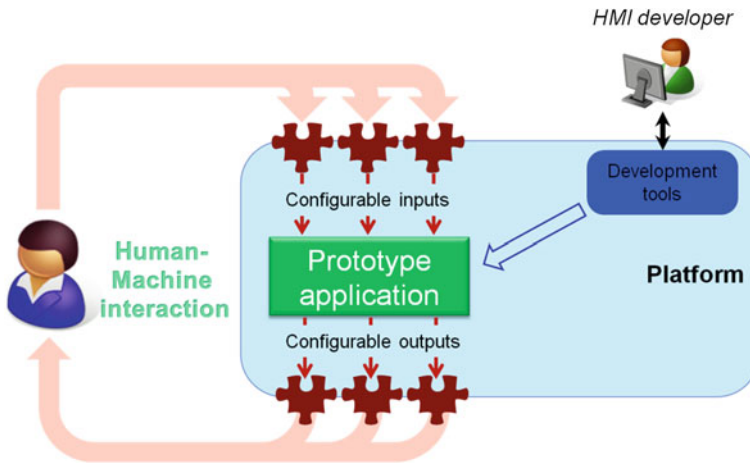 HMI developer
Development
tools
Configurable inputs
Human-
Machine
interaction
Prototype
application
Platform
Configurable outputs